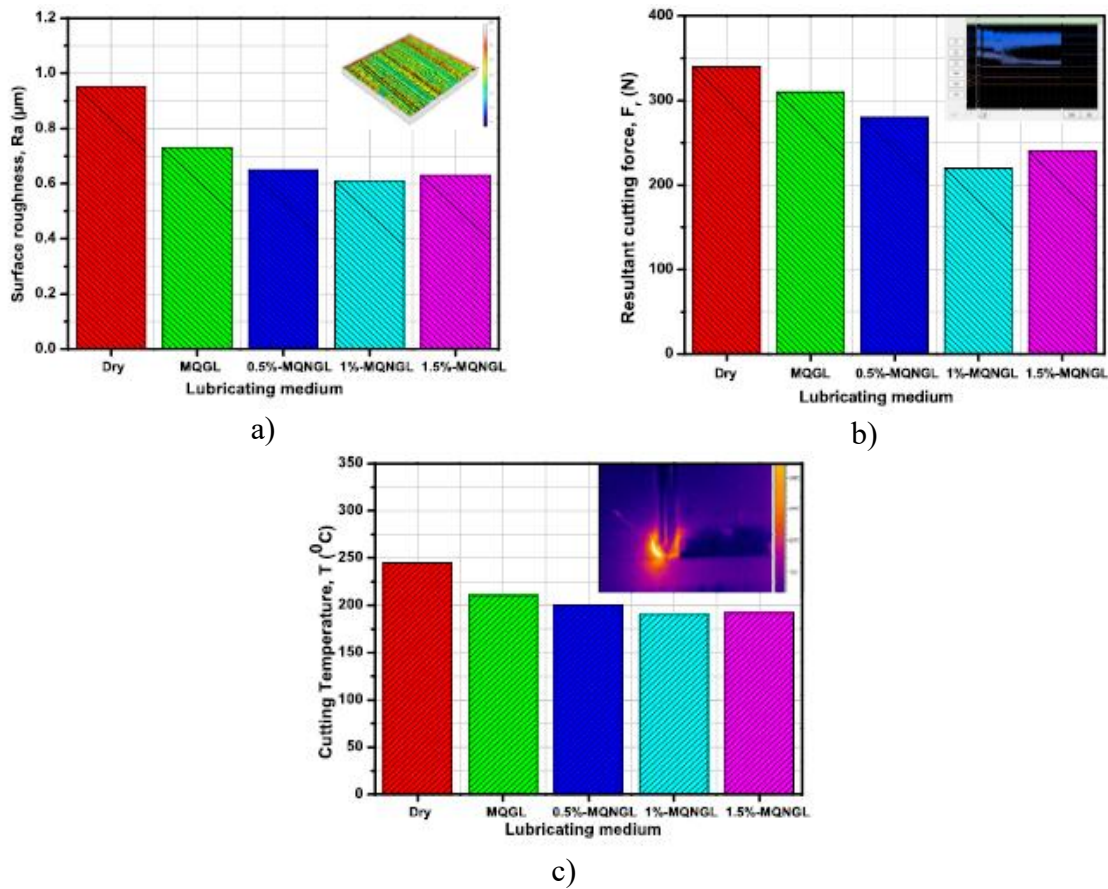 1.2
1.0
0.8
0.6
0.4
0.2
0.0
Surface roughness, Ra (µm)
Dry MQGL 0.5%-MQNGL 1%-MQNGL 1.5%-MQNGL
Lubricating medium
a)
400
300
200
100
0
Resultant cutting force, Fr (N)
Dry MQGL 0.5%-MQNGL 1%-MQNGL 1.5%-MQNGL
Lubricating medium
b)
350
300
250
200
150
100
50
0
Cutting Temperature, T (⁰C)
Dry MQGL 0.5%-MQNGL 1%-MQNGL 1.5%-MQNGL
Lubricating medium
c)